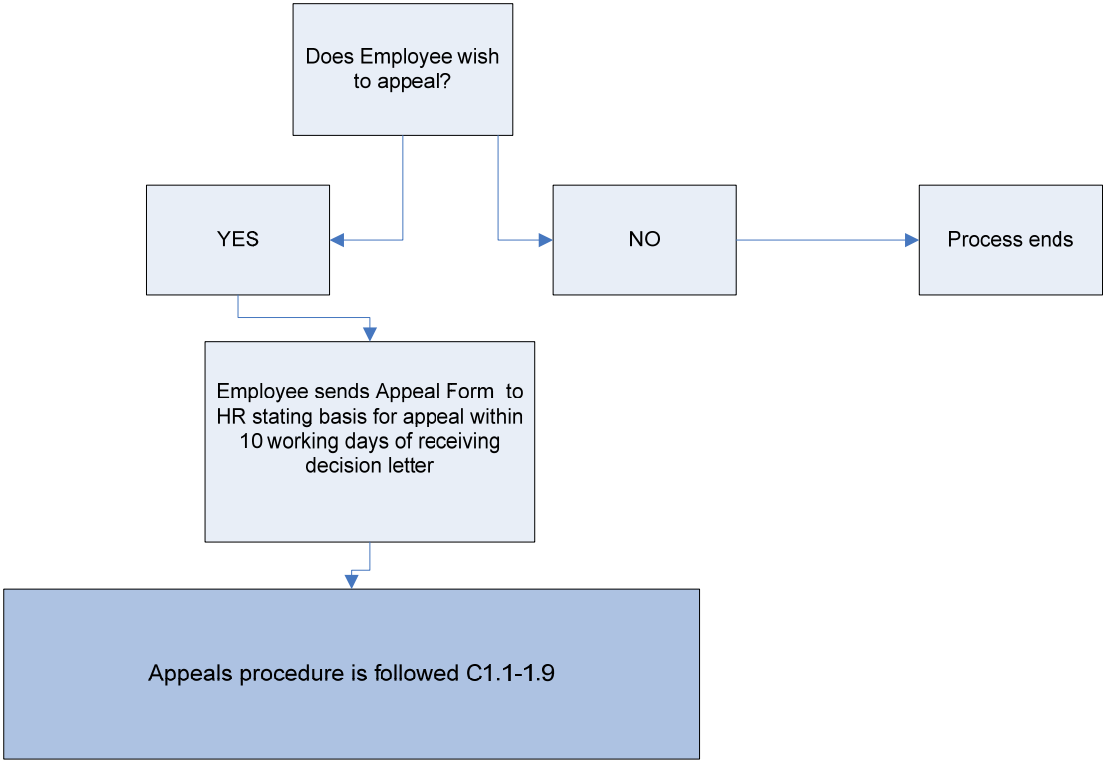 Does Employee wish
to appeal?
YES
NO
Process ends
Employee sends Appeal Form  to
HR stating basis for appeal within
10 working days of receiving
decision letter
Appeals procedure is followed C1.1-1.9